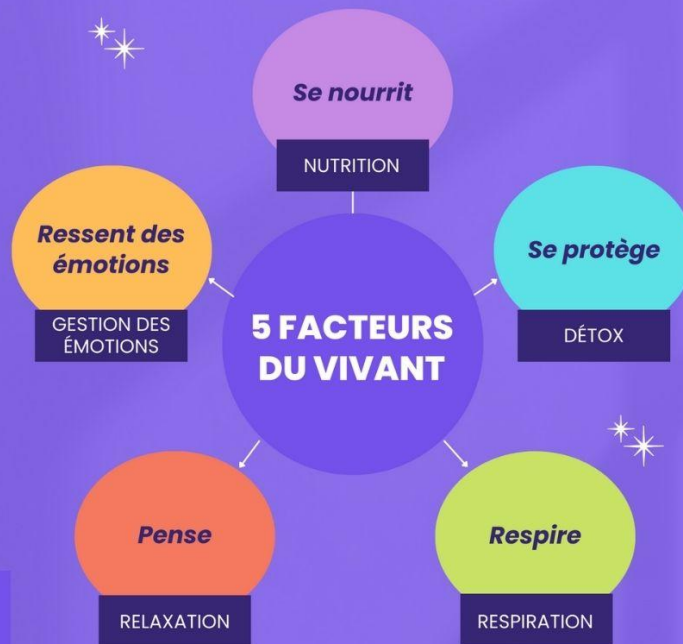 Se nourrit
NUTRITION
Ressent des
émotions
GESTION DES
ÉMOTIONS
Se protège
DÉTOX
5 FACTEURS
DU VIVANT
Pense
RELAXATION
Respire
RESPIRATION